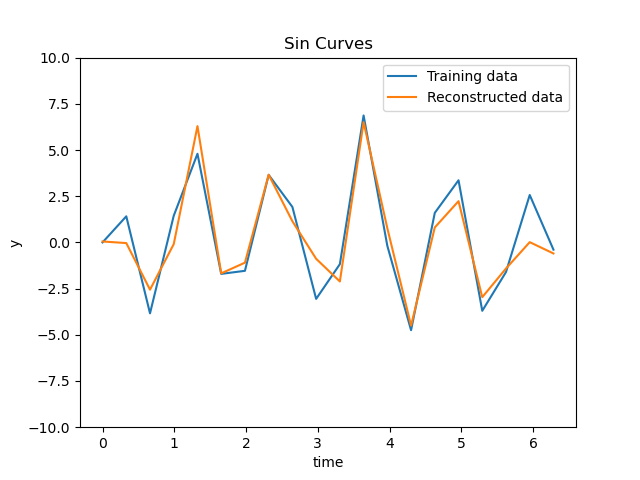 Sin Curves
Training data
Reconstructed data
10.0
7.5
5.0
2.5
0.0
−2.5
−5.0
−7.5
−10.0
y
0 1 2 3 4 5 6
time